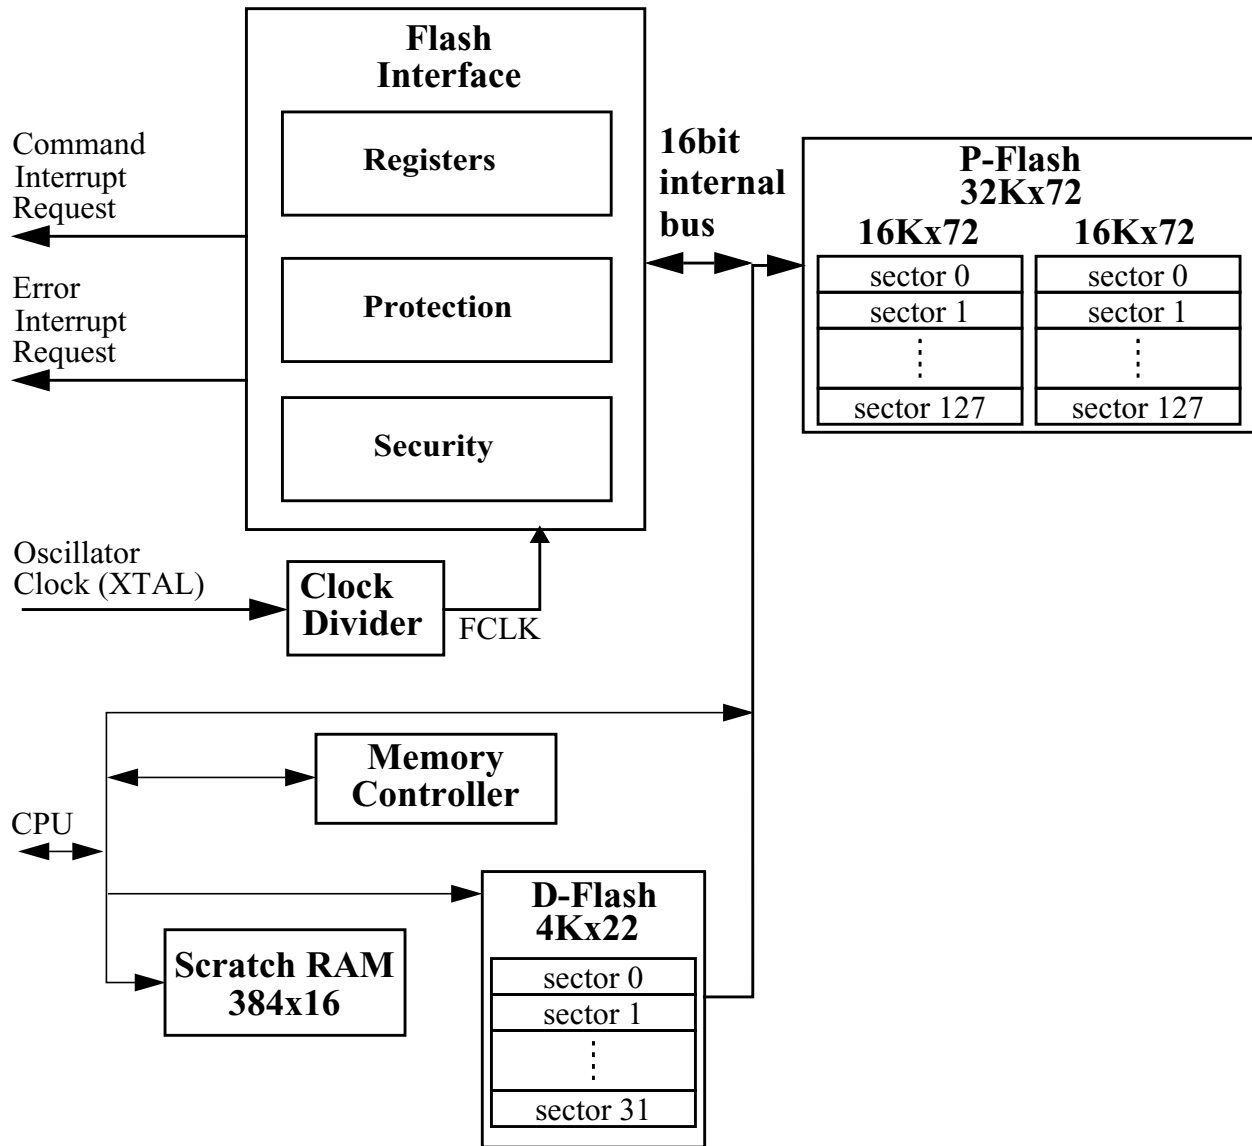 Flash
Interface
Registers
Protection
Security
Command
Interrupt
Request
Error
Interrupt
Request
16bit
internal
bus
P-Flash
32Kx72
16Kx72
16Kx72
sector 0
sector 0
sector 1
sector 1
sector 127
sector 127
Oscillator
Clock (XTAL)
Clock
Divider
FCLK
Memory
Controller
CPU
D-Flash
4Kx22
sector 0
sector 1
sector 31
Scratch RAM
384x16